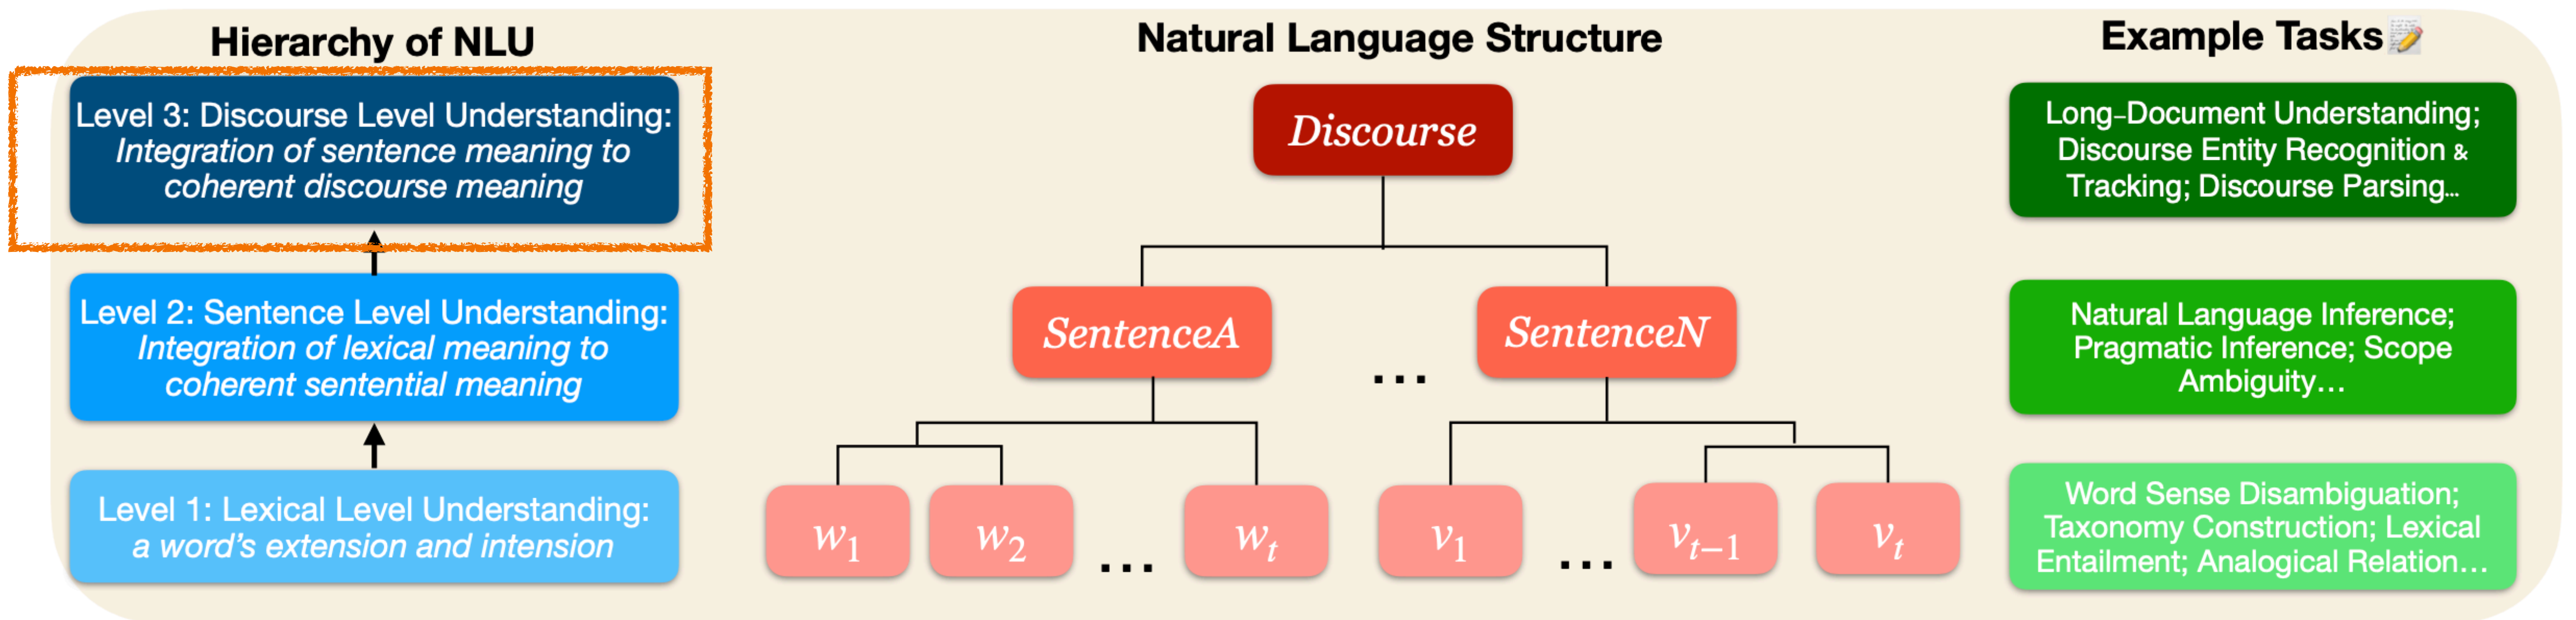 Hierarchy of NLU
Level 3: Discourse Level Understanding:
Integration of sentence meaning to
coherent discourse meaning
Level 2: Sentence Level Understanding:
Integration of lexical meaning to
coherent sentential meaning
Level 1: Lexical Level Understanding:
a word's extension and intension
Natural Language Structure
Discourse
SentenceA
...
SentenceN
w₁
w₂
...
wₜ
v₁
...
vₜ₋₁
vₜ
Example Tasks📝
Long-Document Understanding;
Discourse Entity Recognition &
Tracking; Discourse Parsing...
Natural Language Inference;
Pragmatic Inference; Scope
Ambiguity...
Word Sense Disambiguation;
Taxonomy Construction; Lexical
Entailment; Analogical Relation...